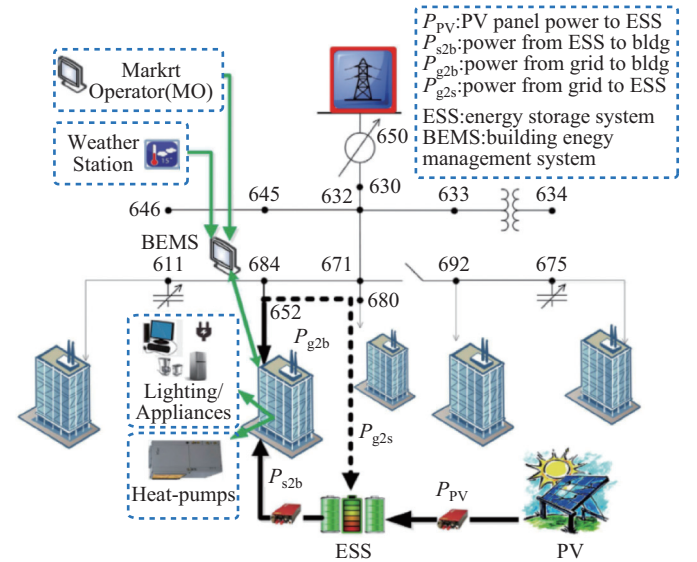 P_PV:PV panel power to ESS
P_s2b:power from ESS to bldg
P_g2b:power from grid to bldg
P_g2s:power from grid to ESS
ESS:energy storage system
BEMS:building enegy
management system
Markrt
Operator(MO)
Weather
Station
15°
650
630
646
645
632
633
634
BEMS
611
684
671
692
675
652
680
P_g2b
Lighting/
Appliances
P_g2s
Heat-pumps
P_s2b
P_PV
ESS
PV